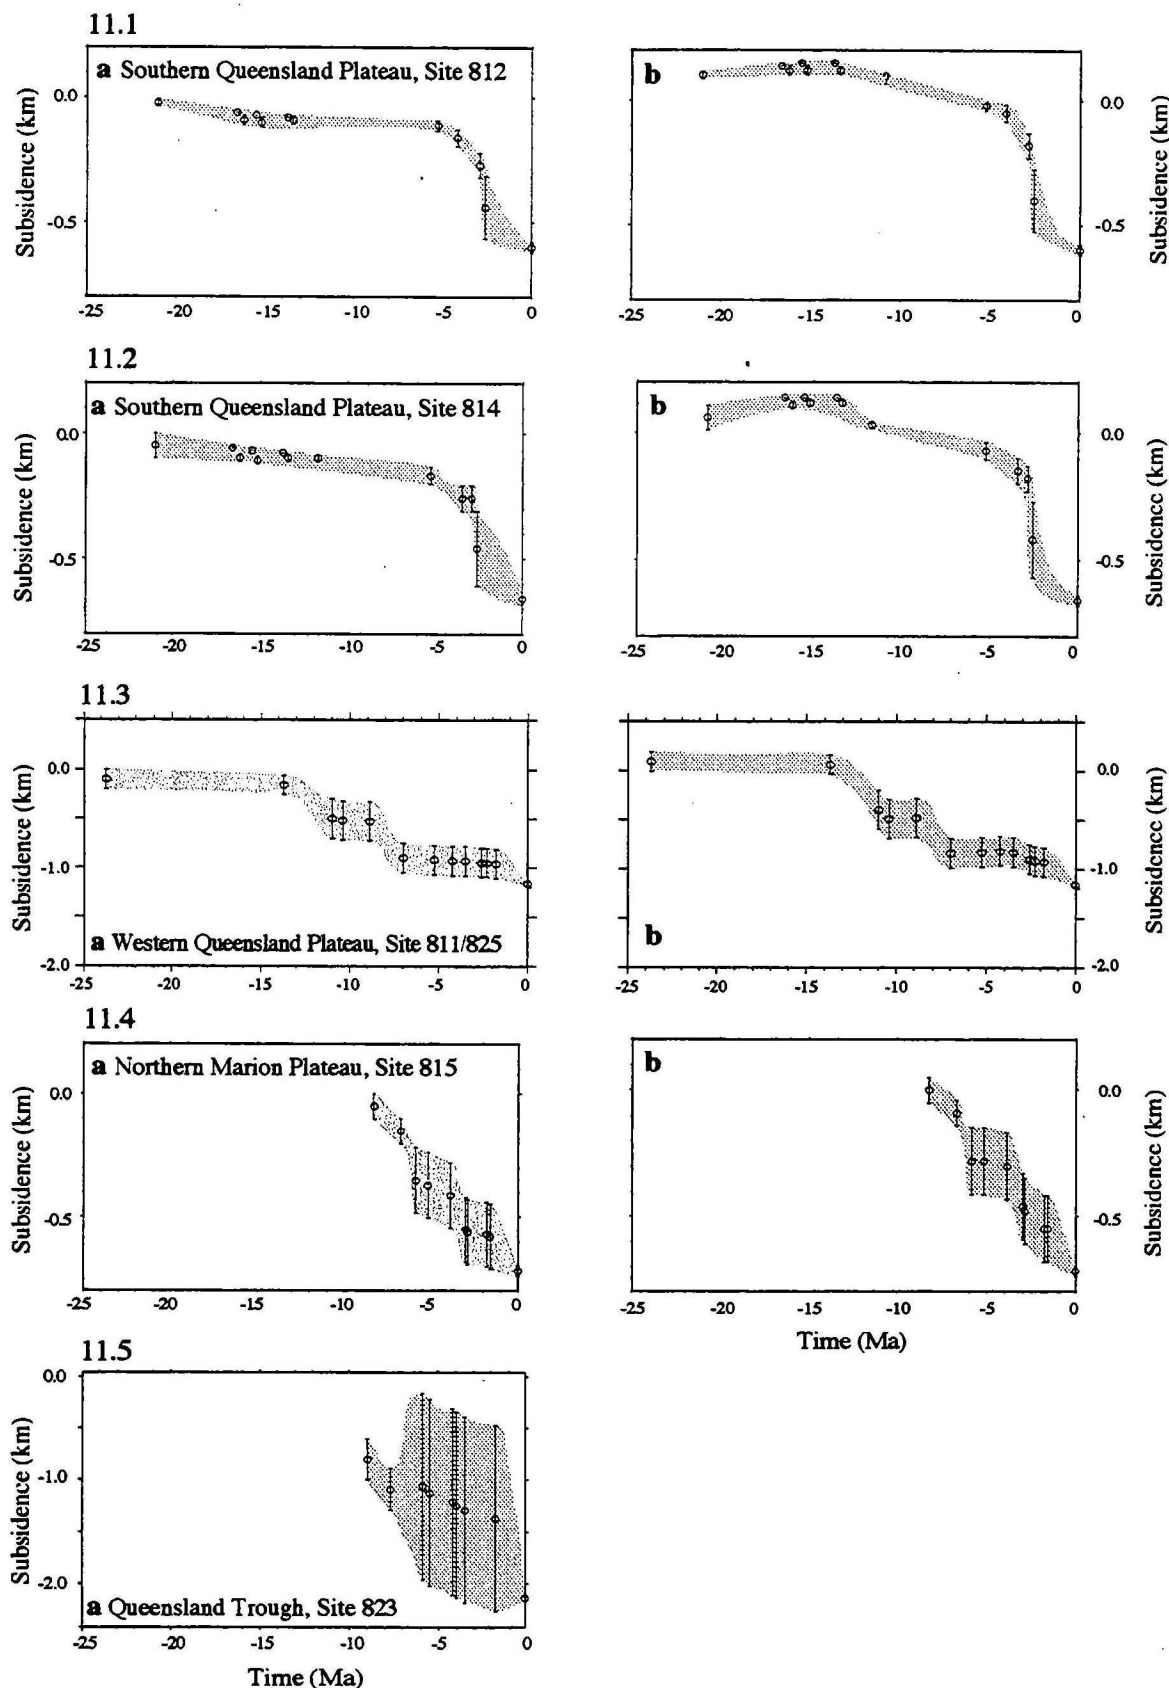 11.1
a Southern Queensland Plateau, Site 812
b
0.0
-0.5
Subsidence (km)
-25 -20 -15 -10 -5 0
0.0
-0.5
Subsidence (km)
?
-25 -20 -15 -10 -5 0
11.2
a Southern Queensland Plateau, Site 814
b
0.0
-0.5
Subsidence (km)
-25 -20 -15 -10 -5 0
0.0
-0.5
Subsidence (km)
-25 -20 -15 -10 -5 0
11.3
0.0
-1.0
-2.0
Subsidence (km)
a Western Queensland Plateau, Site 811/825
-25 -20 -15 -10 -5 0
b
0.0
-1.0
-2.0
Subsidence (km)
-25 -20 -15 -10 -5 0
11.4
a Northern Marion Plateau, Site 815
b
0.0
-0.5
Subsidence (km)
-25 -20 -15 -10 -5 0
0.0
-0.5
Subsidence (km)
-25 -20 -15 -10 -5 0
Time (Ma)
11.5
0.0
-1.0
-2.0
Subsidence (km)
a Queensland Trough, Site 823
-25 -20 -15 -10 -5 0
Time (Ma)